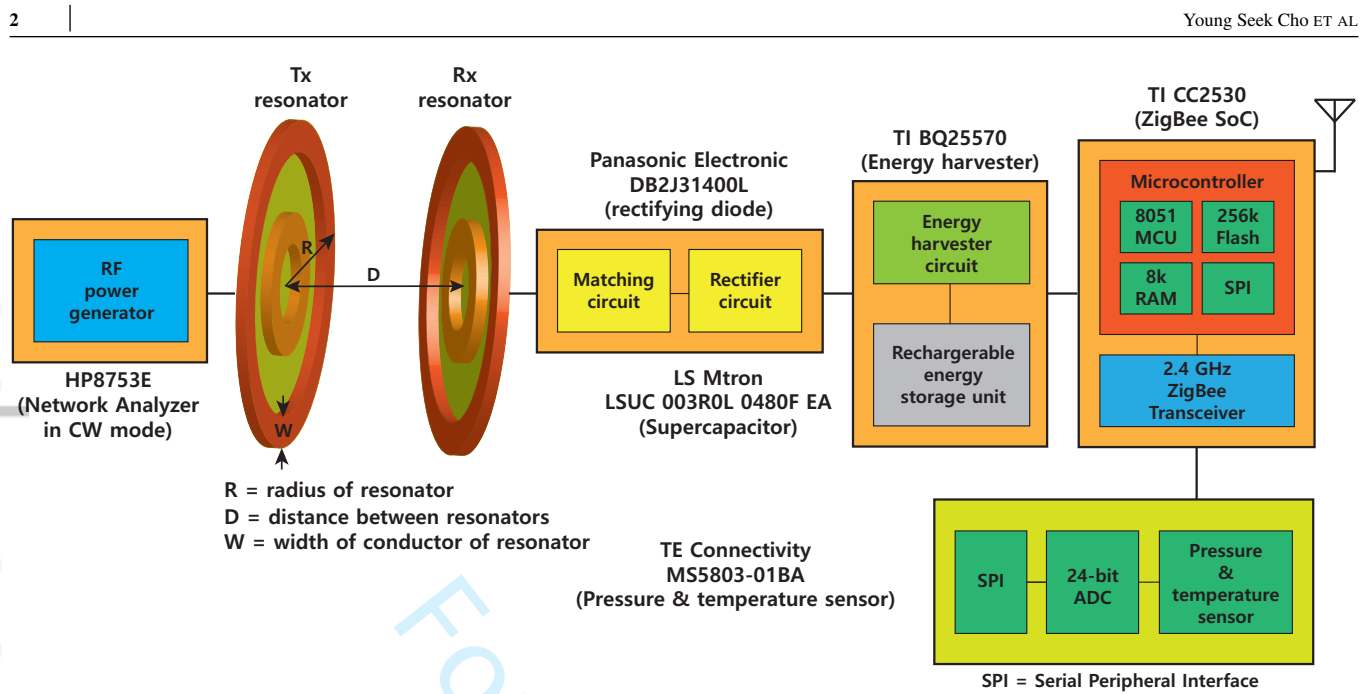 2
Young Seek Cho ET AL
Tx
resonator
Rx
resonator
R
D
W
RF
power
generator
HP8753E
(Network Analyzer
in CW mode)
R = radius of resonator
D = distance between resonators
W = width of conductor of resonator
Panasonic Electronic
DB2J31400L
(rectifying diode)
Matching
circuit
Rectifier
circuit
LS Mtron
LSUC 003R0L 0480F EA
(Supercapacitor)
TI BQ25570
(Energy harvester)
Energy
harvester
circuit
Rechargerable
energy
storage unit
TI CC2530
(ZigBee SoC)
Microcontroller
8051
MCU
256k
Flash
8k
RAM
SPI
2.4 GHz
ZigBee
Transceiver
TE Connectivity
MS5803-01BA
(Pressure & temperature sensor)
SPI
24-bit
ADC
Pressure
&
temperature
sensor
SPI = Serial Peripheral Interface
Fo